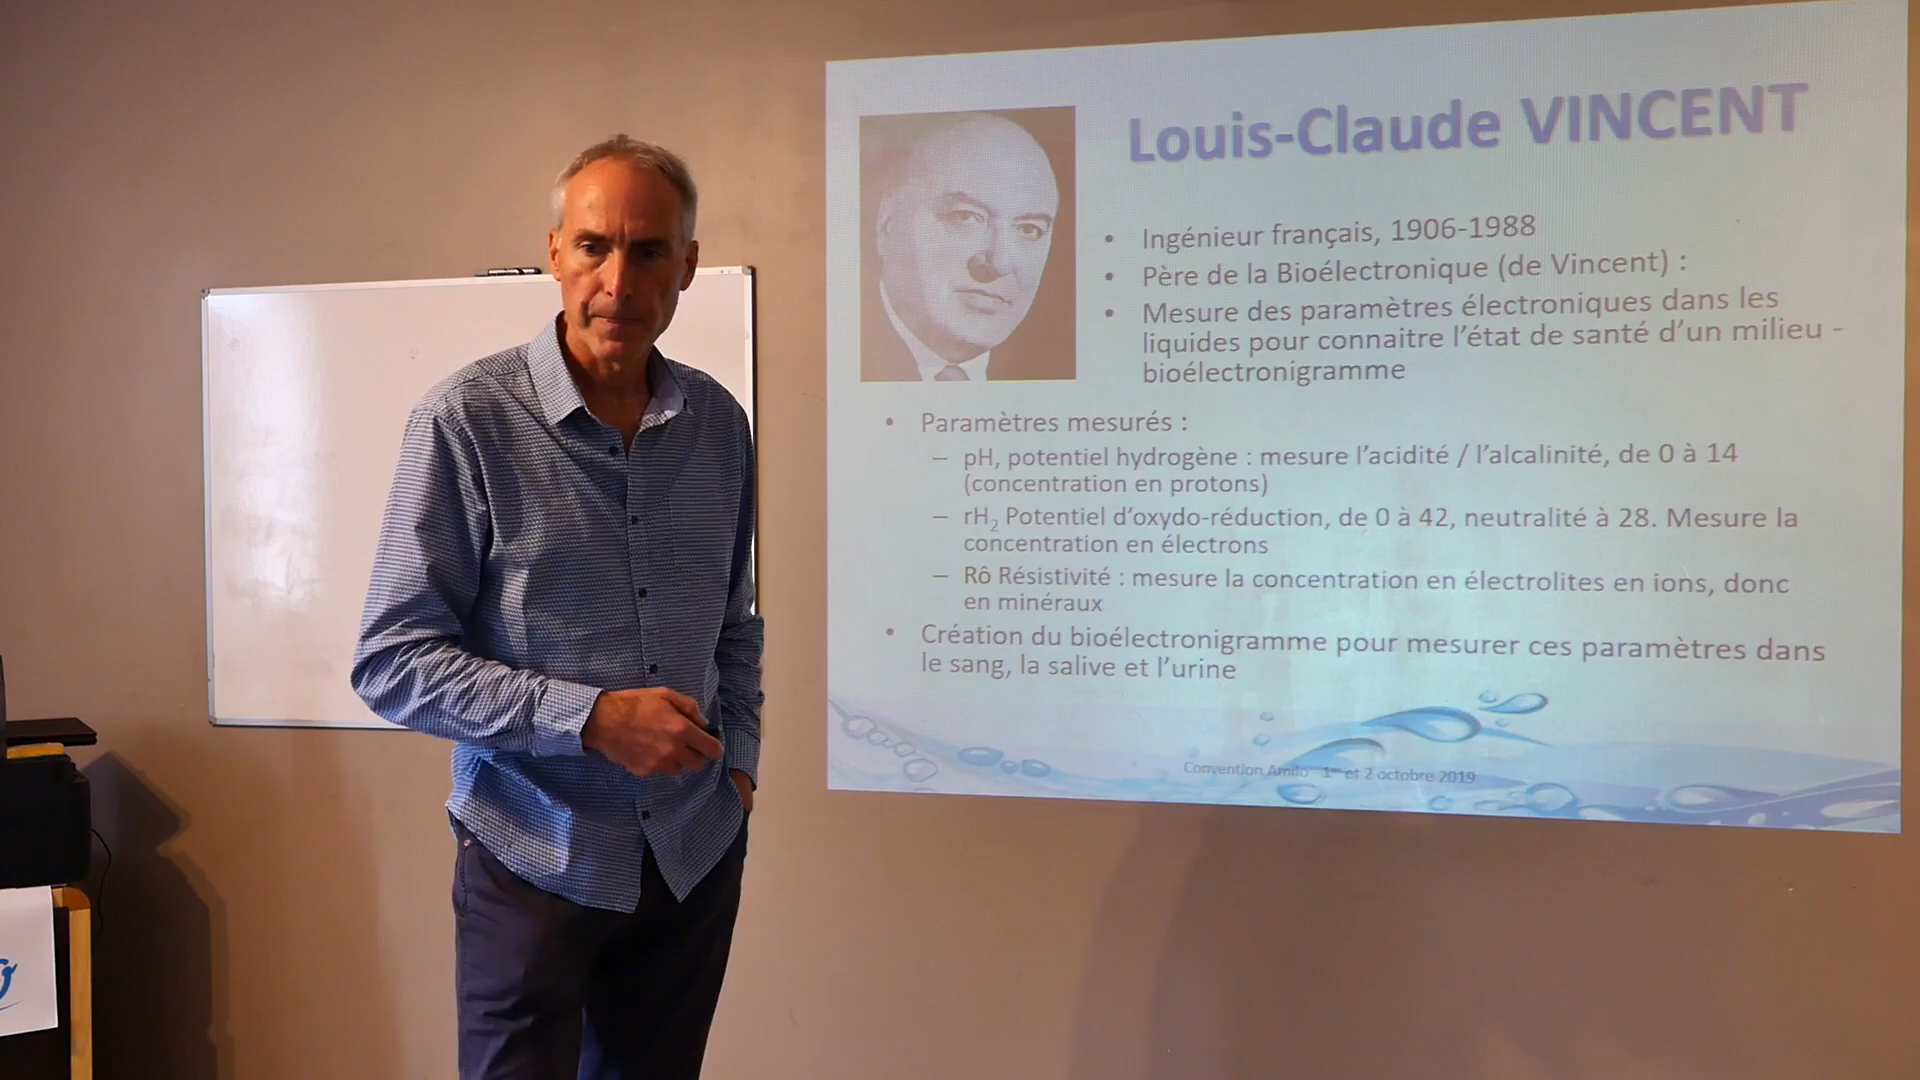 Louis-Claude VINCENT
• Ingénieur français, 1906-1988
• Père de la Bioélectronique (de Vincent) :
• Mesure des paramètres électroniques dans les
liquides pour connaitre l'état de santé d'un milieu -
bioélectronigramme
• Paramètres mesurés :
– pH, potentiel hydrogène : mesure l'acidité / l'alcalinité, de 0 à 14
(concentration en protons)
– rH₂ Potentiel d'oxydo-réduction, de 0 à 42, neutralité à 28. Mesure la
concentration en électrons
– Rô Résistivité : mesure la concentration en électrolites en ions, donc
en minéraux
• Création du bioélectronigramme pour mesurer ces paramètres dans
le sang, la salive et l'urine
Convention Amilo - 1er et 2 octobre 2019